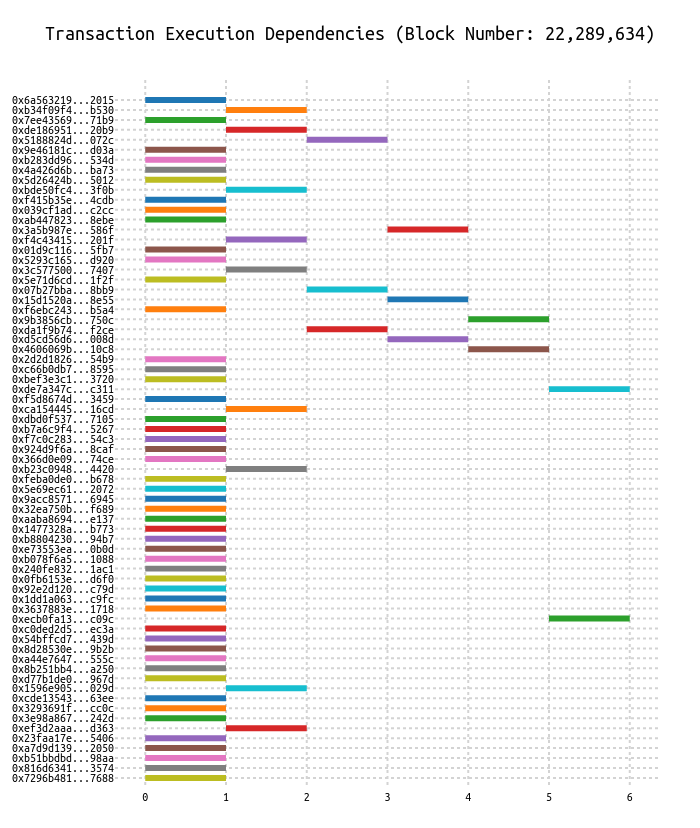 Transaction Execution Dependencies (Block Number: 22,289,634)
0x6a563219...2015
0xb34f09f4...b530
0x7ee43569...71b9
0xde186951...20b9
0x5188824d...072c
0x9e46181c...d03a
0xb283dd96...534d
0x4a426d6b...ba73
0x5d26424b...5012
0xbde50fc4...3f0b
0xf415b35e...4cdb
0x039cf1ad...c2cc
0xab447823...8ebe
0x3a5b987e...586f
0xf4c43415...201f
0x01d9c116...5fb7
0x5293c165...d920
0x3c577500...7407
0x5e71d6cd...1f2f
0x07b27bba...8bb9
0x15d1520a...8e55
0xf6ebc243...b5a4
0x9b3856cb...750c
0xda1f9b74...f2ce
0xd5cd56d6...008d
0x4606069b...10c8
0x2d2d1826...54b9
0xc66b0db7...8595
0xbef3e3c1...3720
0xde7a347c...c311
0xf5d8674d...3459
0xca154445...16cd
0xdbd0f537...7105
0xb7a6c9f4...5267
0xf7c0c283...54c3
0x924d9f6a...8caf
0x366d0e09...74ce
0xb23c0948...4420
0xfeba0de0...b678
0x5e69ec61...2072
0x9acc8571...6945
0x32ea750b...f689
0xaaba8694...e137
0x1477328a...b773
0xb8804230...94b7
0xe73553ea...0b0d
0xb078f6a5...1088
0x240fe832...1ac1
0x0fb6153e...d6f0
0x92e2d120...c79d
0x1dd1a063...c9fc
0x3637883e...1718
0xecb0fa13...c09c
0xc0ded2d5...ec3a
0x54bffcd7...439d
0x8d28530e...9b2b
0xa44e7647...555c
0x8b251bb4...a250
0xd77b1de0...967d
0x1596e905...029d
0xcde13543...63ee
0x3293691f...cc0c
0x3e98a867...242d
0xef3d2aaa...d363
0x23faa17e...5406
0xa7d9d139...2050
0xb51bbdbd...98aa
0x816d6341...3574
0x7296b481...7688
0 1 2 3 4 5 6